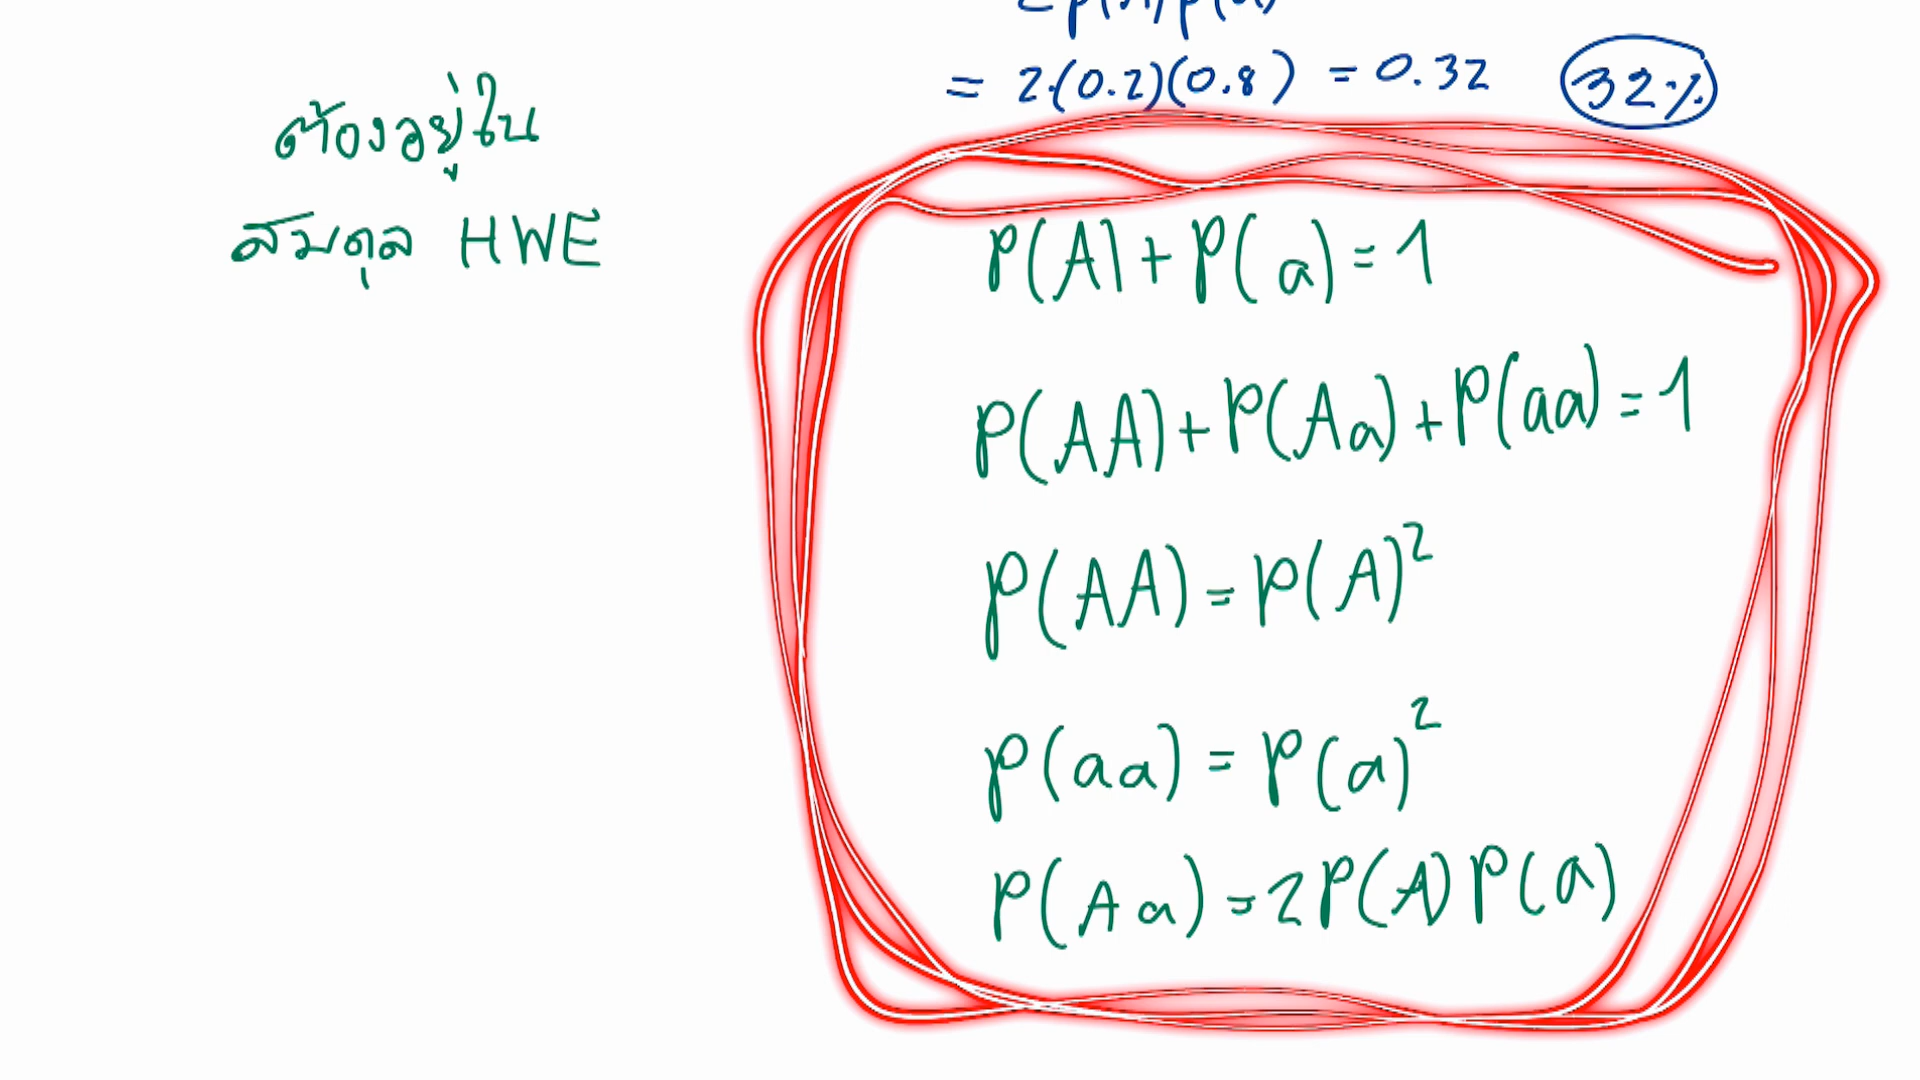 2p(A)p(a)
= 2·(0.2)(0.8) = 0.32 32%
ต้องอยู่ใน
สมดุล HWE
P(A)+P(a)=1
P(AA)+P(Aa)+P(aa)=1
P(AA)=P(A)²
P(aa)=P(a)²
P(Aa)=2P(A)P(a)